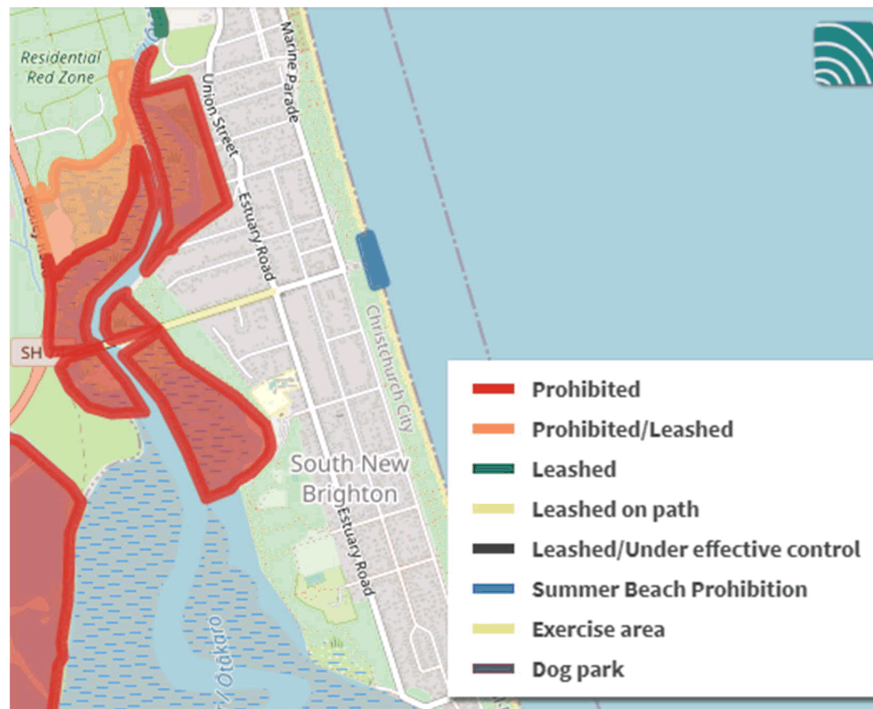 Residential
Red Zone
Union Street
Marine Parade
Estuary Road
SH
Christchurch City
South New
Brighton
Estuary Road
Prohibited
Prohibited/Leashed
Leashed
Leashed on path
Leashed/Under effective control
Summer Beach Prohibition
Exercise area
Dog park